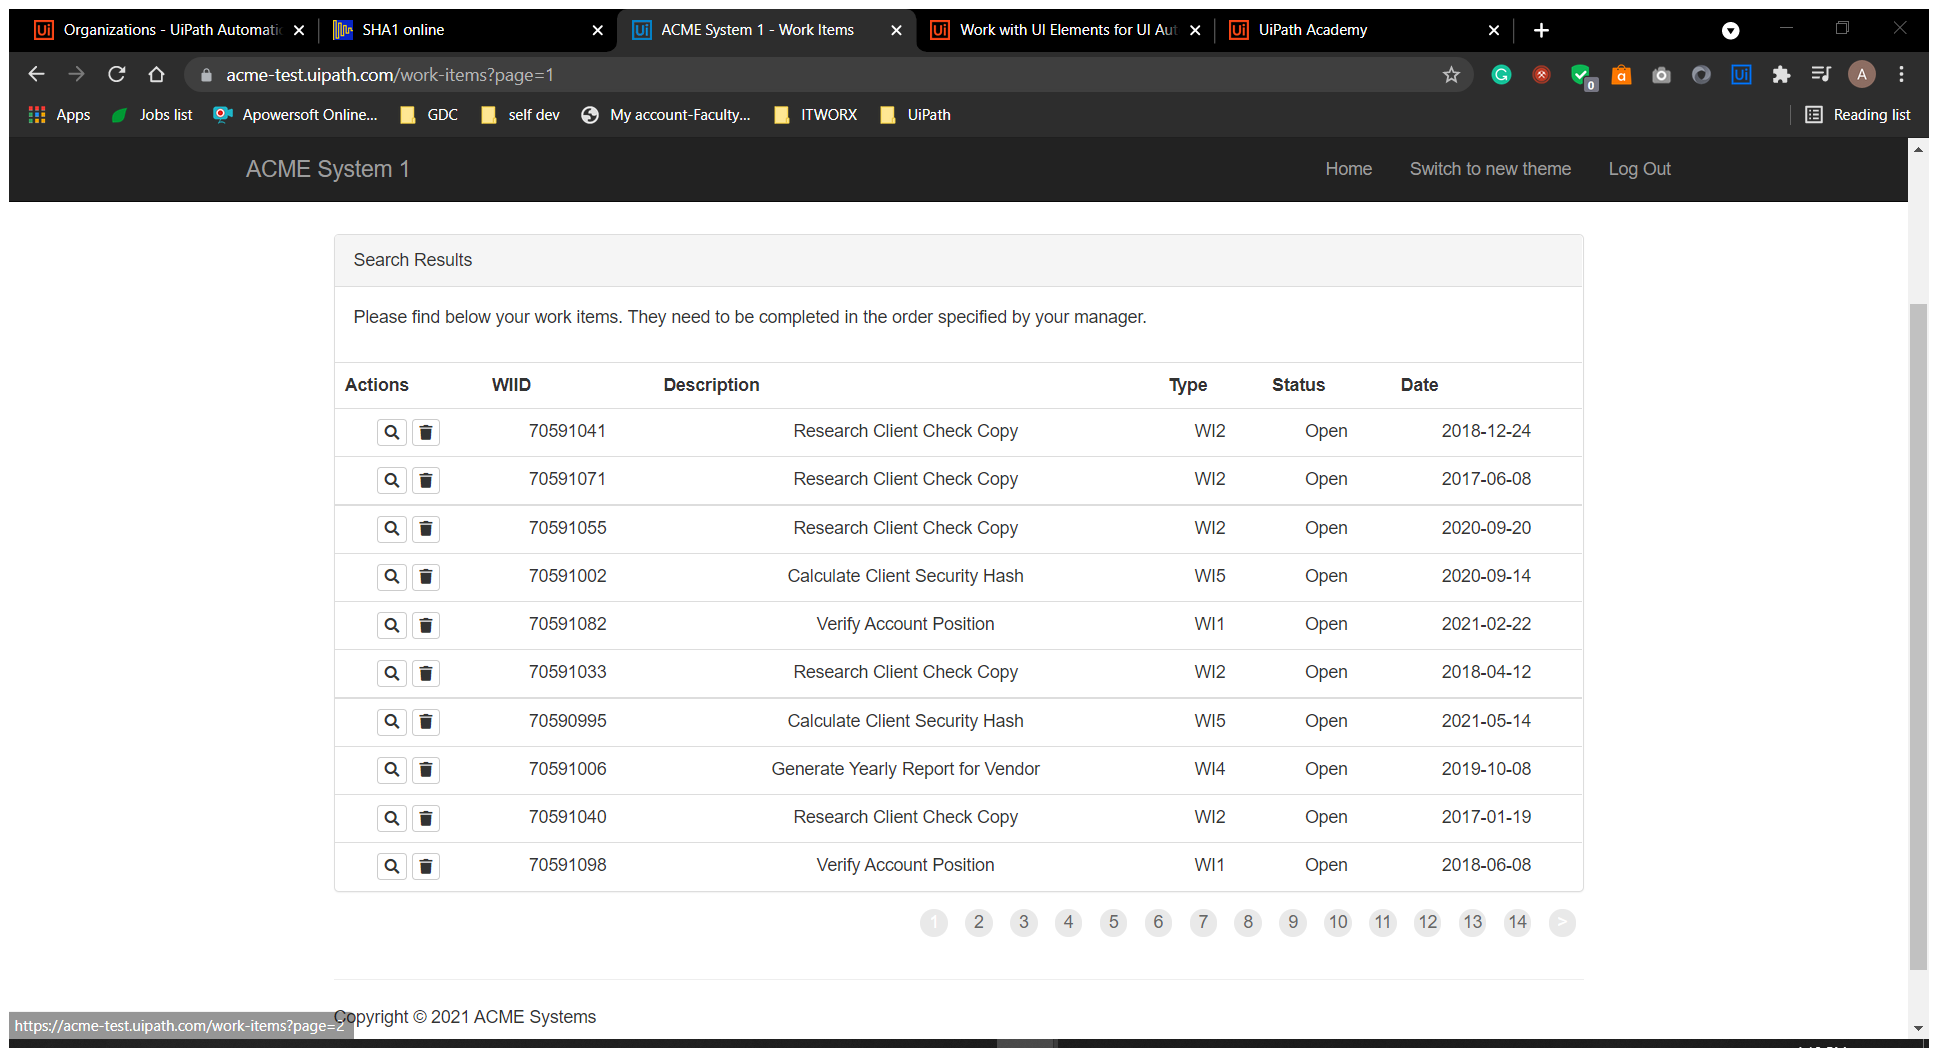 Organizations - UiPath Automatic
SHA1 online
ACME System 1 - Work Items
Work with UI Elements for UI Aut
UiPath Academy
acme-test.uipath.com/work-items?page=1
Apps
Jobs list
Apowersoft Online...
GDC
self dev
My account-Faculty...
ITWORX
UiPath
Reading list
ACME System 1
Home
Switch to new theme
Log Out
Search Results
Please find below your work items. They need to be completed in the order specified by your manager.
Actions WIID Description Type Status Date
70591041 Research Client Check Copy WI2 Open 2018-12-24
70591071 Research Client Check Copy WI2 Open 2017-06-08
70591055 Research Client Check Copy WI2 Open 2020-09-20
70591002 Calculate Client Security Hash WI5 Open 2020-09-14
70591082 Verify Account Position WI1 Open 2021-02-22
70591033 Research Client Check Copy WI2 Open 2018-04-12
70590995 Calculate Client Security Hash WI5 Open 2021-05-14
70591006 Generate Yearly Report for Vendor WI4 Open 2019-10-08
70591040 Research Client Check Copy WI2 Open 2017-01-19
70591098 Verify Account Position WI1 Open 2018-06-08
1 2 3 4 5 6 7 8 9 10 11 12 13 14 >
Copyright © 2021 ACME Systems
https://acme-test.uipath.com/work-items?page=2